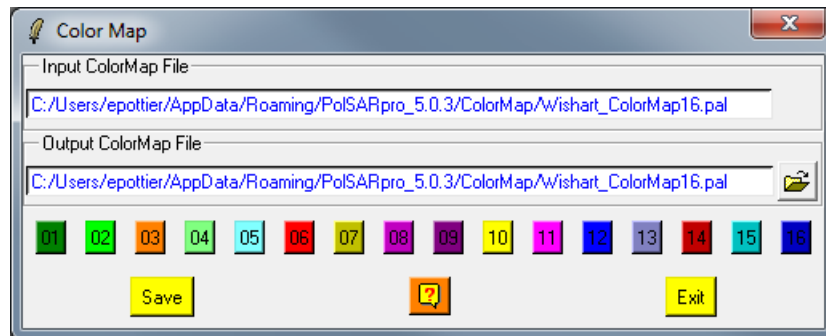 Color Map
Input ColorMap File
C:/Users/epottier/AppData/Roaming/PolSARpro_5.0.3/ColorMap/Wishart_ColorMap16.pal
Output ColorMap File
C:/Users/epottier/AppData/Roaming/PolSARpro_5.0.3/ColorMap/Wishart_ColorMap16.pal
01 02 03 04 05 06 07 08 09 10 11 12 13 14 15 16
Save ? Exit